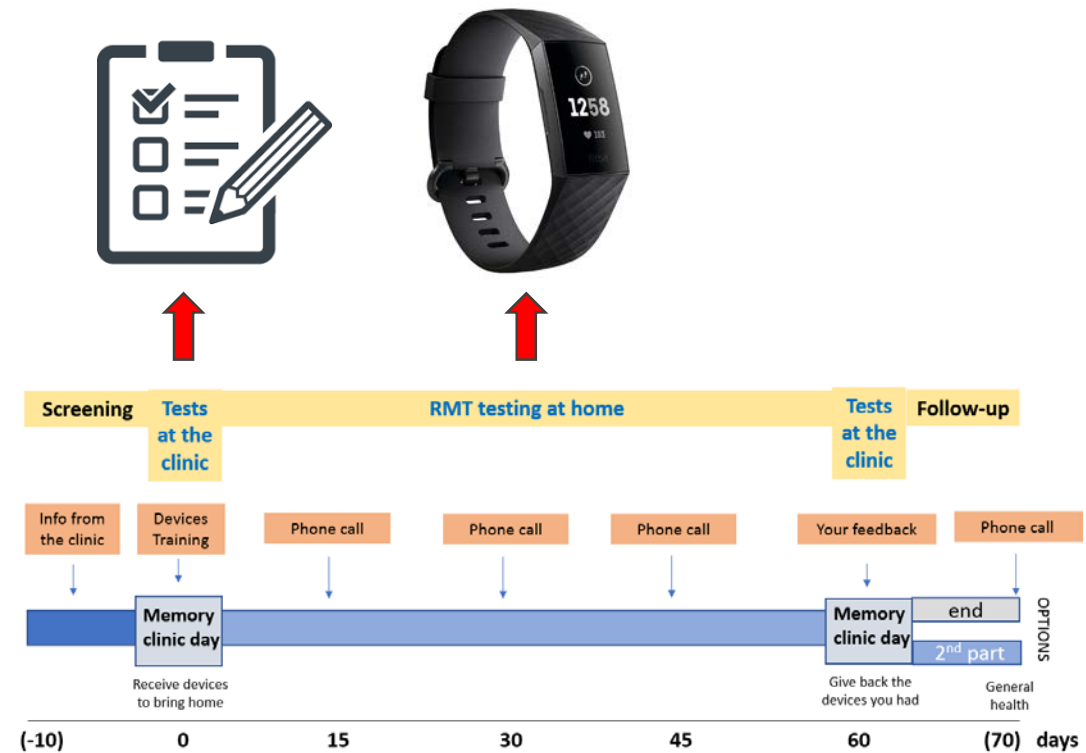 1258
Screening
Tests
at the
clinic
RMT testing at home
Tests
at the
clinic
Follow-up
Info from
the clinic
Devices
Training
Phone call
Phone call
Phone call
Your feedback
Phone call
Memory
clinic day
Memory
clinic day
end
2nd part
OPTIONS
Receive devices
to bring home
Give back the
devices you had
General
health
(-10) 0 15 30 45 60 (70) days